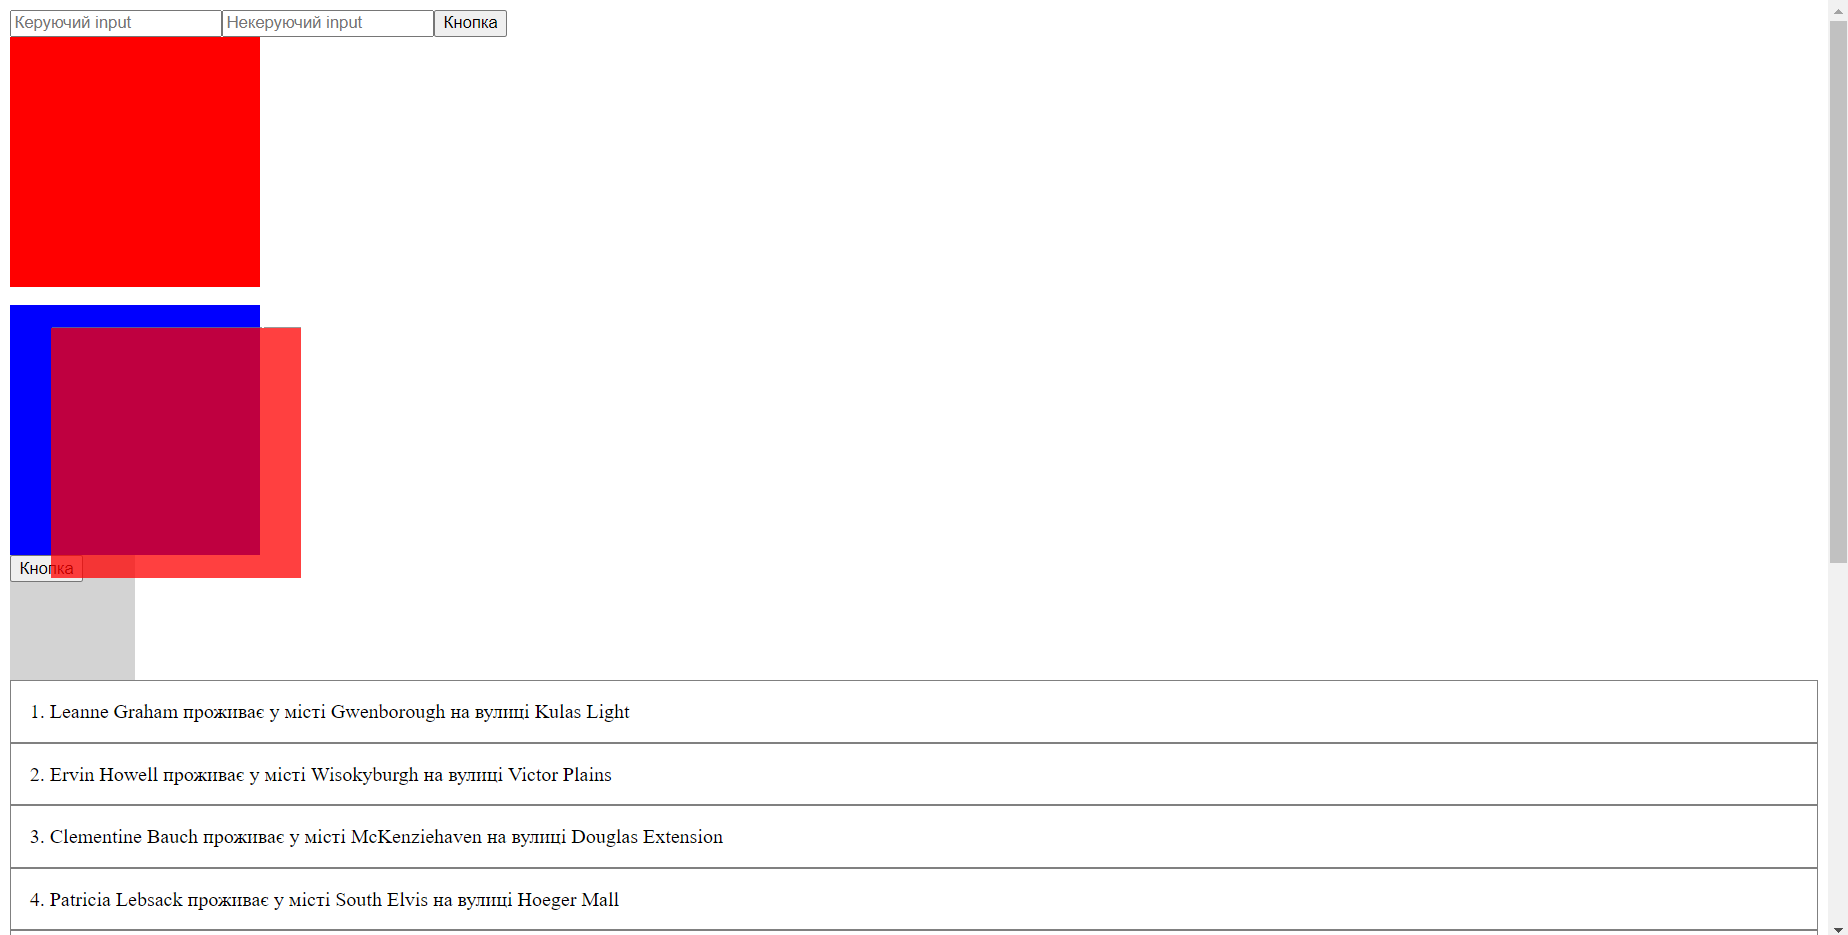 Керуючий input Некеруючий input Кнопка
Кнопка
1. Leanne Graham проживає у місті Gwenborough на вулиці Kulas Light
2. Ervin Howell проживає у місті Wisokyburgh на вулиці Victor Plains
3. Clementine Bauch проживає у місті McKenziehaven на вулиці Douglas Extension
4. Patricia Lebsack проживає у місті South Elvis на вулиці Hoeger Mall